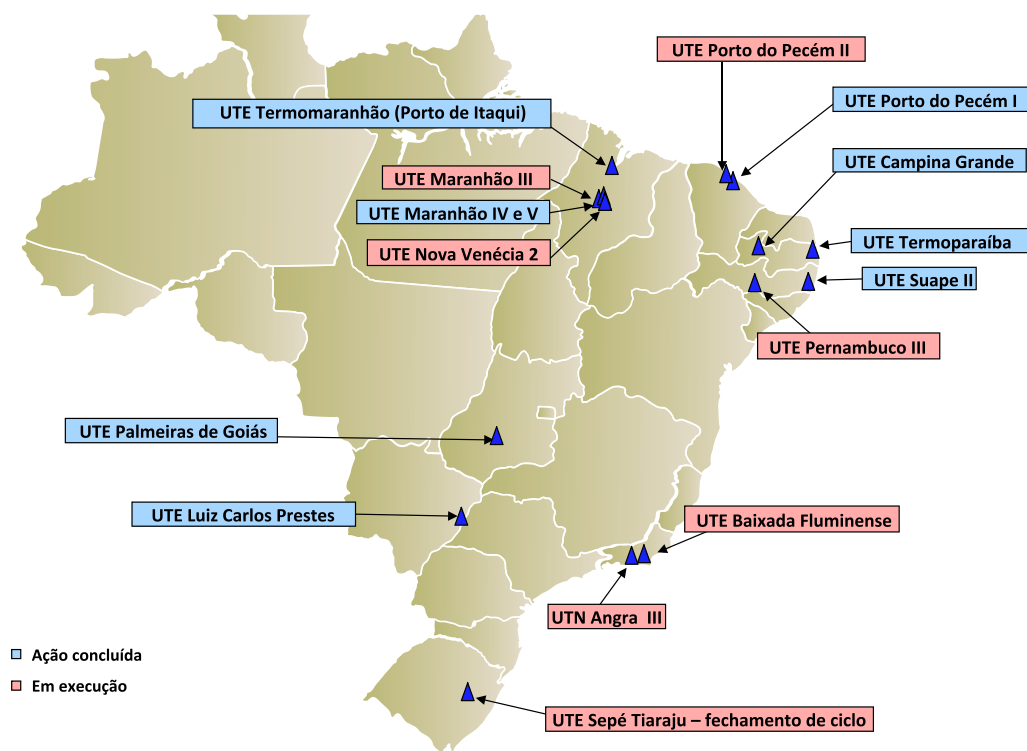 UTE Porto do Pecém II
UTE Porto do Pecém I
UTE Termomaranhão (Porto de Itaqui)
UTE Campina Grande
UTE Maranhão III
UTE Maranhão IV e V
UTE Termoparaíba
UTE Nova Venécia 2
UTE Suape II
UTE Pernambuco III
UTE Palmeiras de Goiás
UTE Luiz Carlos Prestes
UTE Baixada Fluminense
UTN Angra  III
Ação concluída
Em execução
UTE Sepé Tiaraju – fechamento de ciclo